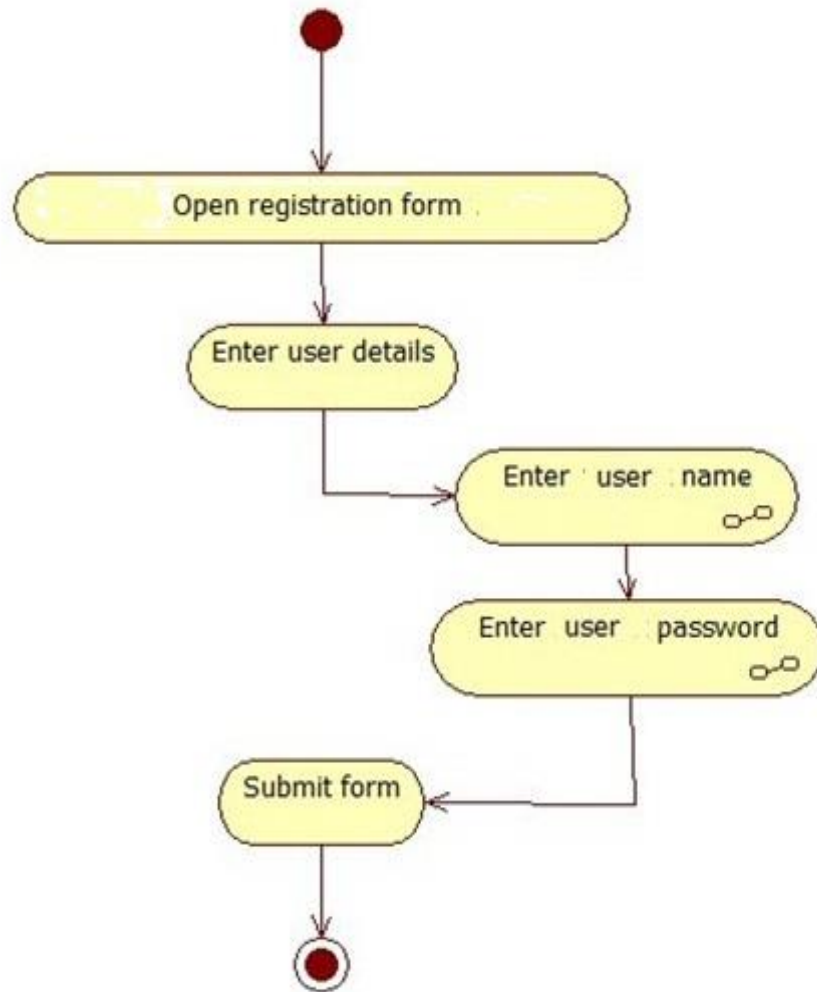 Open registration form
Enter user details
Enter user name
Enter user password
Submit form